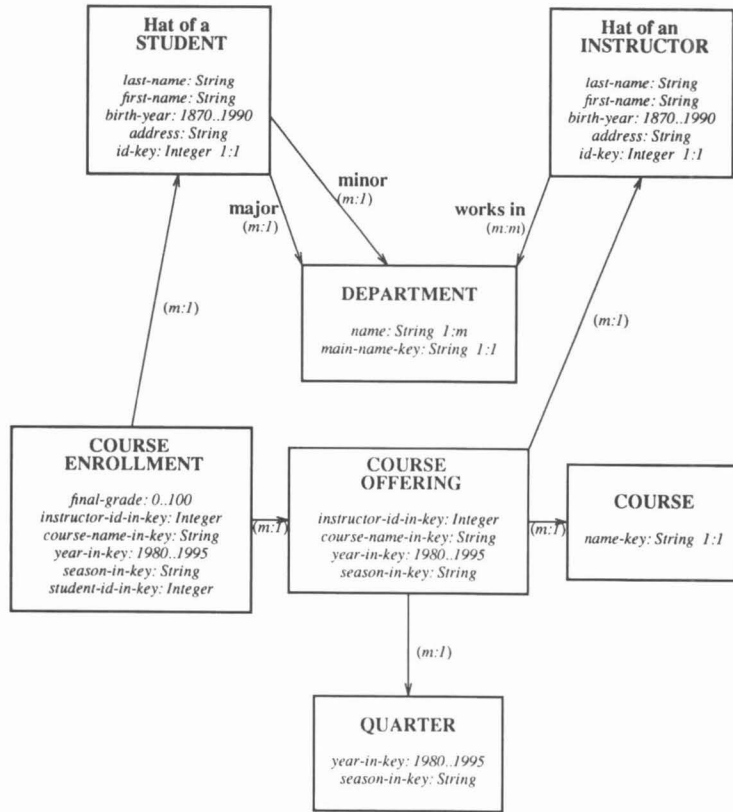 Hat of a
STUDENT
last-name: String
first-name: String
birth-year: 1870..1990
address: String
id-key: Integer 1:1
Hat of an
INSTRUCTOR
last-name: String
first-name: String
birth-year: 1870..1990
address: String
id-key: Integer 1:1
major
(m:1)
minor
(m:1)
works in
(m:m)
DEPARTMENT
name: String 1:m
main-name-key: String 1:1
(m:1)
(m:1)
COURSE
ENROLLMENT
final-grade: 0..100
instructor-id-in-key: Integer
course-name-in-key: String
year-in-key: 1980..1995
season-in-key: String
student-id-in-key: Integer
(m:1)
COURSE
OFFERING
instructor-id-in-key: Integer
course-name-in-key: String
year-in-key: 1980..1995
season-in-key: String
(m:1)
COURSE
name-key: String 1:1
(m:1)
QUARTER
year-in-key: 1980..1995
season-in-key: String